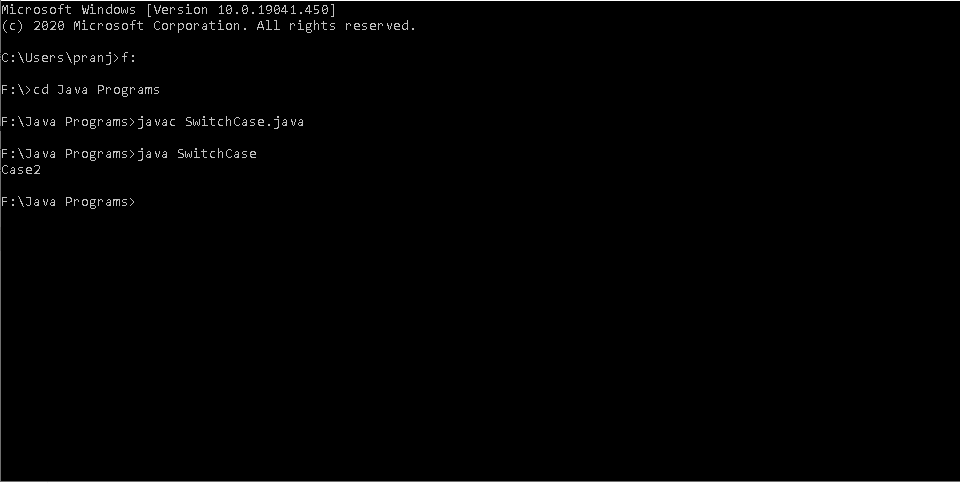 Microsoft Windows [Version 10.0.19041.450]
(c) 2020 Microsoft Corporation. All rights reserved.
C:\Users\pranj>f:
F:\>cd Java Programs
F:\Java Programs>javac SwitchCase.java
F:\Java Programs>java SwitchCase
Case2
F:\Java Programs>